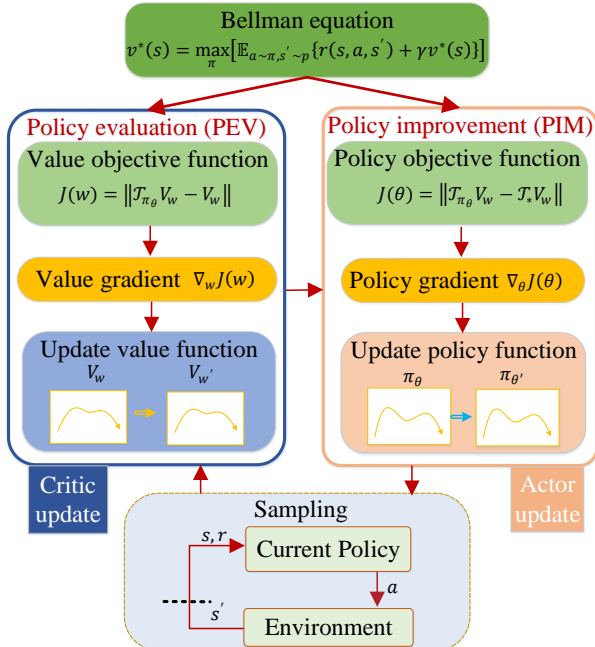 Bellman equation
v*(s) = max_π[𝔼_{a~π,s′~p}{r(s, a, s′) + γv*(s)}]
Policy evaluation (PEV)
Value objective function
J(w) = ‖𝒯_{π_θ}V_w − V_w‖
Value gradient ∇_wJ(w)
Update value function
V_w V_{w′}
Critic
update
Policy improvement (PIM)
Policy objective function
J(θ) = ‖𝒯_{π_θ}V_w − 𝒯_*V_w‖
Policy gradient ∇_θJ(θ)
Update policy function
π_θ π_{θ′}
Actor
update
Sampling
s, r
Current Policy
a
s′
Environment